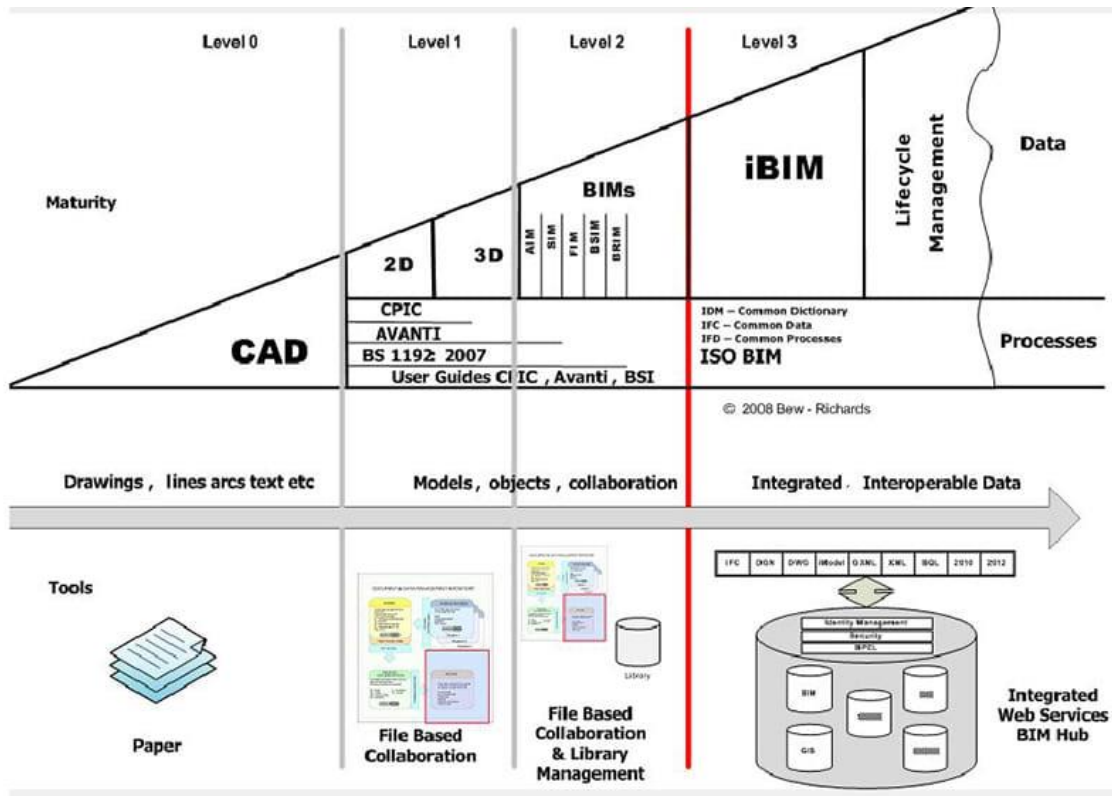 Level 0
Level 1
Level 2
Level 3
Maturity
CAD
2D
3D
BIMs
AIM
SIM
FIM
BSIM
BRIM
iBIM
Lifecycle
Management
Data
CPIC
AVANTI
BS 1192: 2007
User Guides CPIC , Avanti , BSI
IDM – Common Dictionary
IFC – Common Data
IFD – Common Processes
ISO BIM
Processes
© 2008 Bew - Richards
Drawings , lines arcs text etc
Models , objects , collaboration
Integrated , Interoperable Data
Tools
Paper
File Based
Collaboration
Library
File Based
Collaboration
& Library
Management
IFC DGN DWG iModel GXML XML BQL 2010 2012
Identity Management
Security
BPEL
BIM
GIS
Integrated
Web Services
BIM Hub